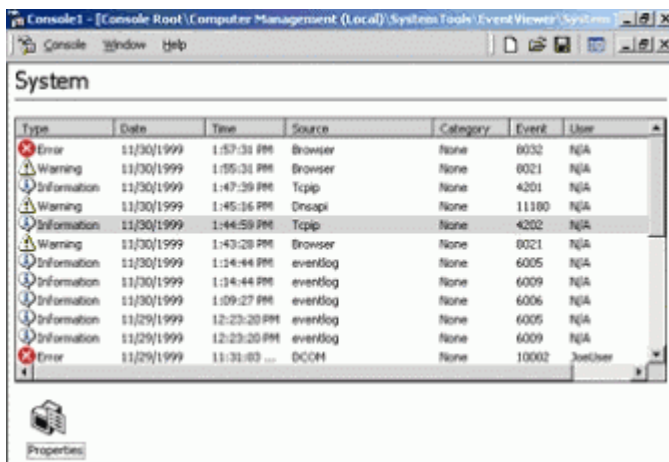 Console1 - [Console Root\Computer Management (Local)\System Tools\Event Viewer\System
Console Window Help
System
Type Date Time Source Category Event User
Error 11/30/1999 1:57:31 PM Browser None 8032 N/A
Warning 11/30/1999 1:55:31 PM Browser None 8021 N/A
Information 11/30/1999 1:47:39 PM Tcpip None 4201 N/A
Warning 11/30/1999 1:45:16 PM Dnsapi None 11180 N/A
Information 11/30/1999 1:44:59 PM Tcpip None 4202 N/A
Warning 11/30/1999 1:43:28 PM Browser None 8021 N/A
Information 11/30/1999 1:14:44 PM eventlog None 6005 N/A
Information 11/30/1999 1:14:44 PM eventlog None 6009 N/A
Information 11/30/1999 1:09:27 PM eventlog None 6006 N/A
Information 11/29/1999 12:23:20 PM eventlog None 6005 N/A
Information 11/29/1999 12:23:20 PM eventlog None 6009 N/A
Error 11/29/1999 11:31:03 ... DCOM None 10002 JoeUser
Properties